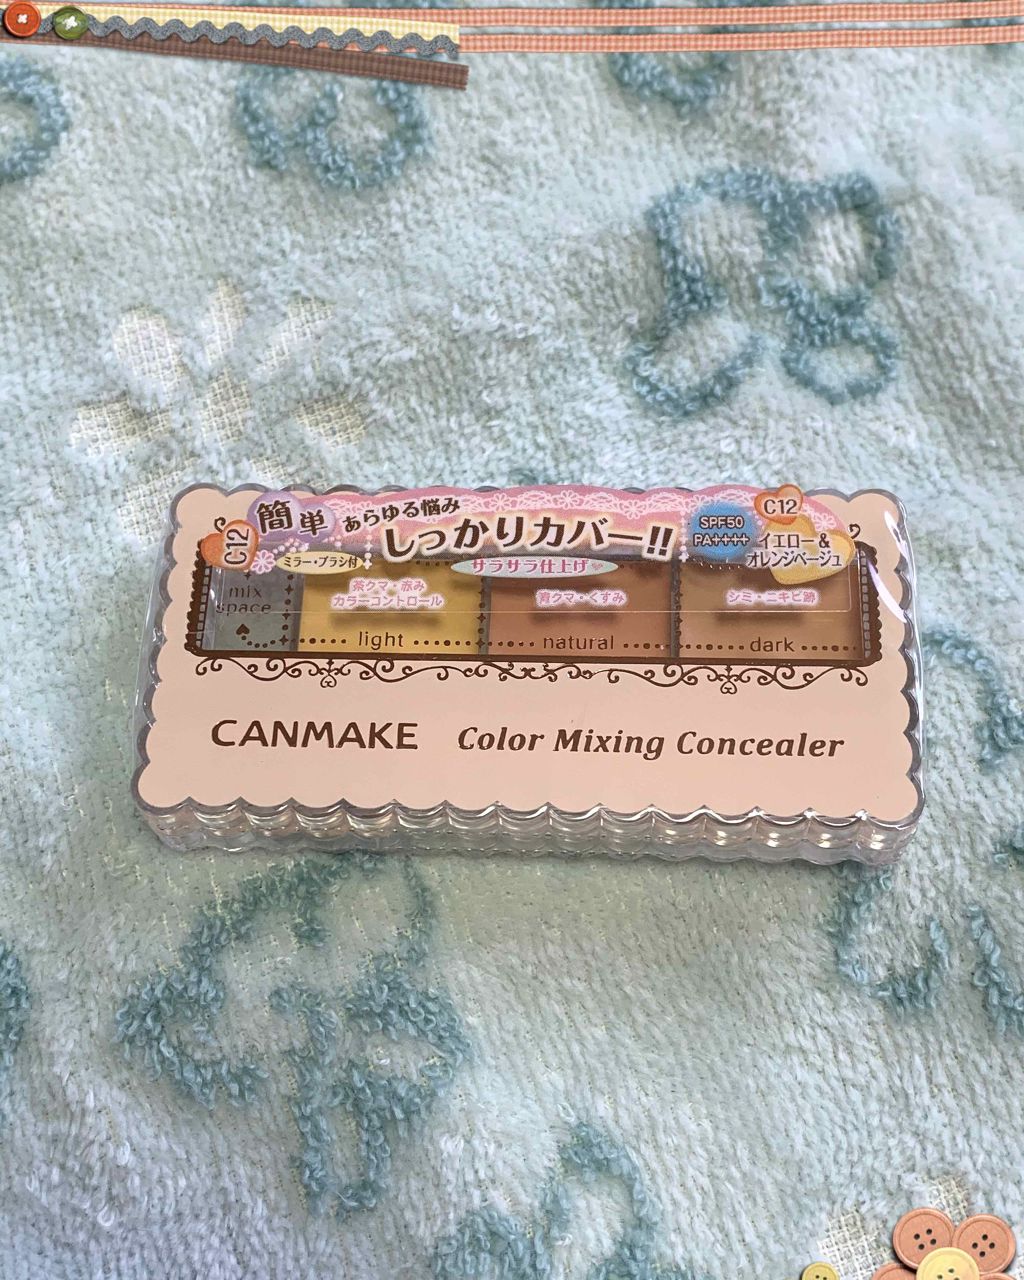 簡単 あらゆる悩み
しっかりカバー!!
サラサラ仕上げ
C12
ミラー・ブラシ付
SPF50
PA++++
C12
イエロー&
オレンジベージュ
mix
space
茶クマ・赤み
カラーコントロール
light
青クマ・くすみ
natural
シミ・ニキビ跡
dark
CANMAKE Color Mixing Concealer